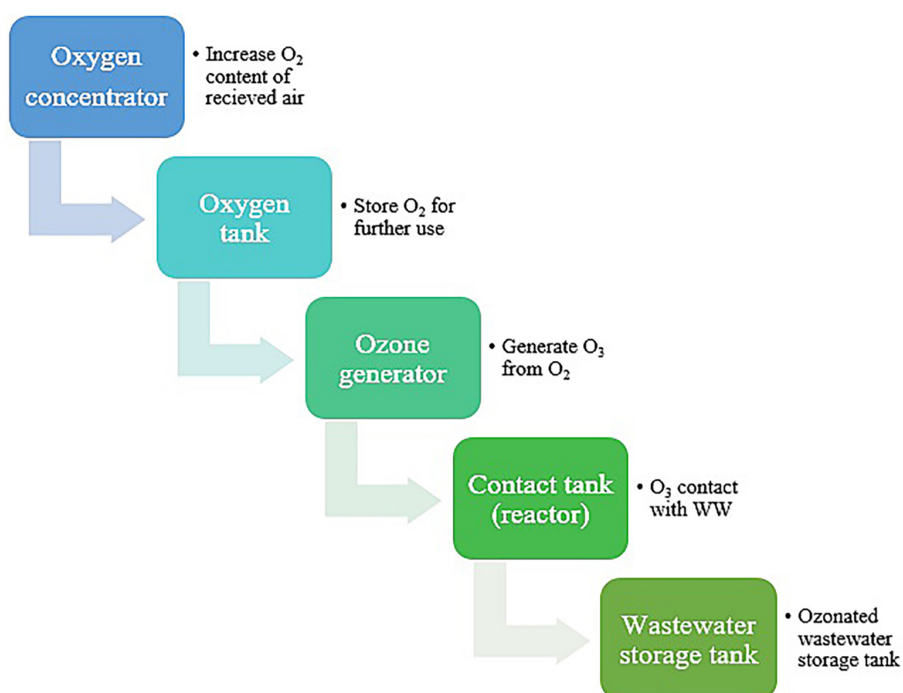 Oxygen
concentrator
• Increase O₂
content of
recieved air
Oxygen
tank
• Store O₂ for
further use
Ozone
generator
• Generate O₃
from O₂
Contact tank
(reactor)
• O₃ contact
with WW
Wastewater
storage tank
• Ozonated
wastewater
storage tank